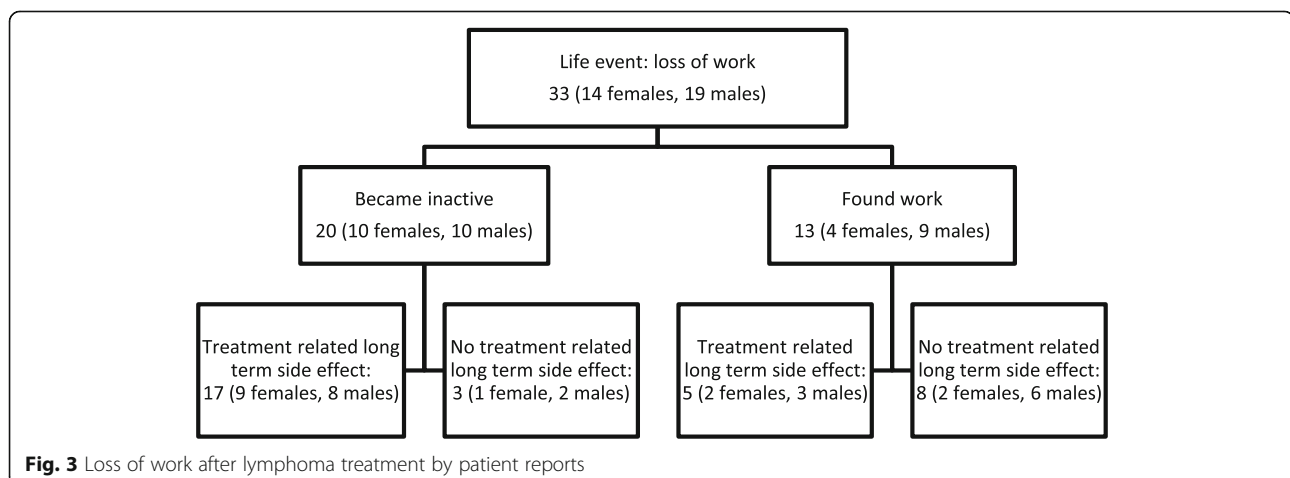 Life event: loss of work
33 (14 females, 19 males)
Became inactive
20 (10 females, 10 males)
Found work
13 (4 females, 9 males)
Treatment related long
term side effect:
17 (9 females, 8 males)
No treatment related
long term side effect:
3 (1 female, 2 males)
Treatment related
long term side effect:
5 (2 females, 3 males)
No treatment related
long term side effect:
8 (2 females, 6 males)
Fig. 3 Loss of work after lymphoma treatment by patient reports